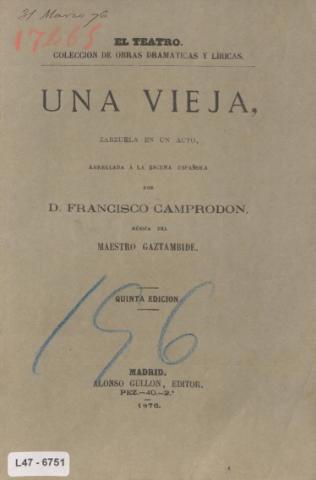 31 Marzo 76
17265
EL TEATRO.
COLECCION DE OBRAS DRAMATICAS Y LÍRICAS.
UNA VIEJA,
ZARZUELA EN UN ACTO,
ARREGLADA Á LA ESCENA ESPAÑOLA
POR
D. FRANCISCO CAMPRODON,
MÚSICA DEL
MAESTRO GAZTAMBIDE.
QUINTA EDICION
196
MADRID.
ALONSO GULLON, EDITOR.
PEZ.—40.—2.º
1876.
L47 - 6751